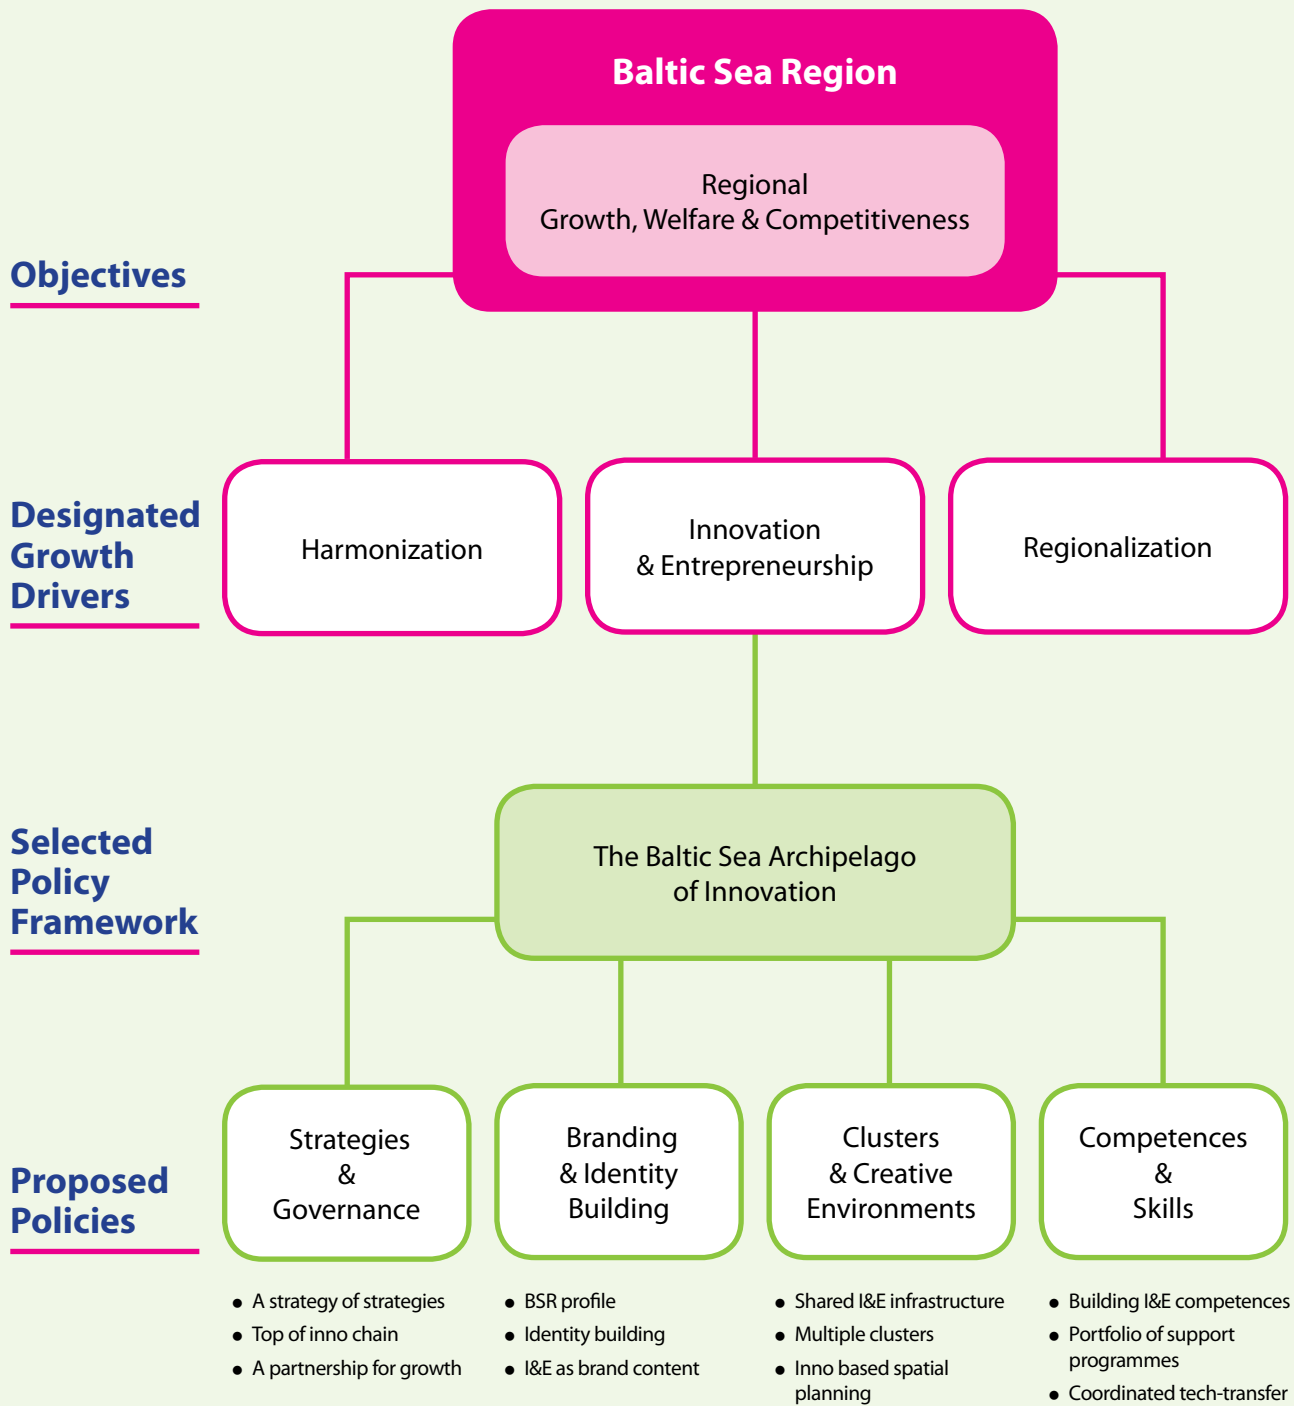 Baltic Sea Region
Regional
Growth, Welfare & Competitiveness
Objectives
Designated
Growth
Drivers
Harmonization
Innovation
& Entrepreneurship
Regionalization
Selected
Policy
Framework
The Baltic Sea Archipelago
of Innovation
Proposed
Policies
Strategies
&
Governance
Branding
& Identity
Building
Clusters
& Creative
Environments
Competences
&
Skills
• A strategy of strategies
• Top of inno chain
• A partnership for growth
• BSR profile
• Identity building
• I&E as brand content
• Shared I&E infrastructure
• Multiple clusters
• Inno based spatial
planning
• Building I&E competences
• Portfolio of support
programmes
• Coordinated tech-transfer